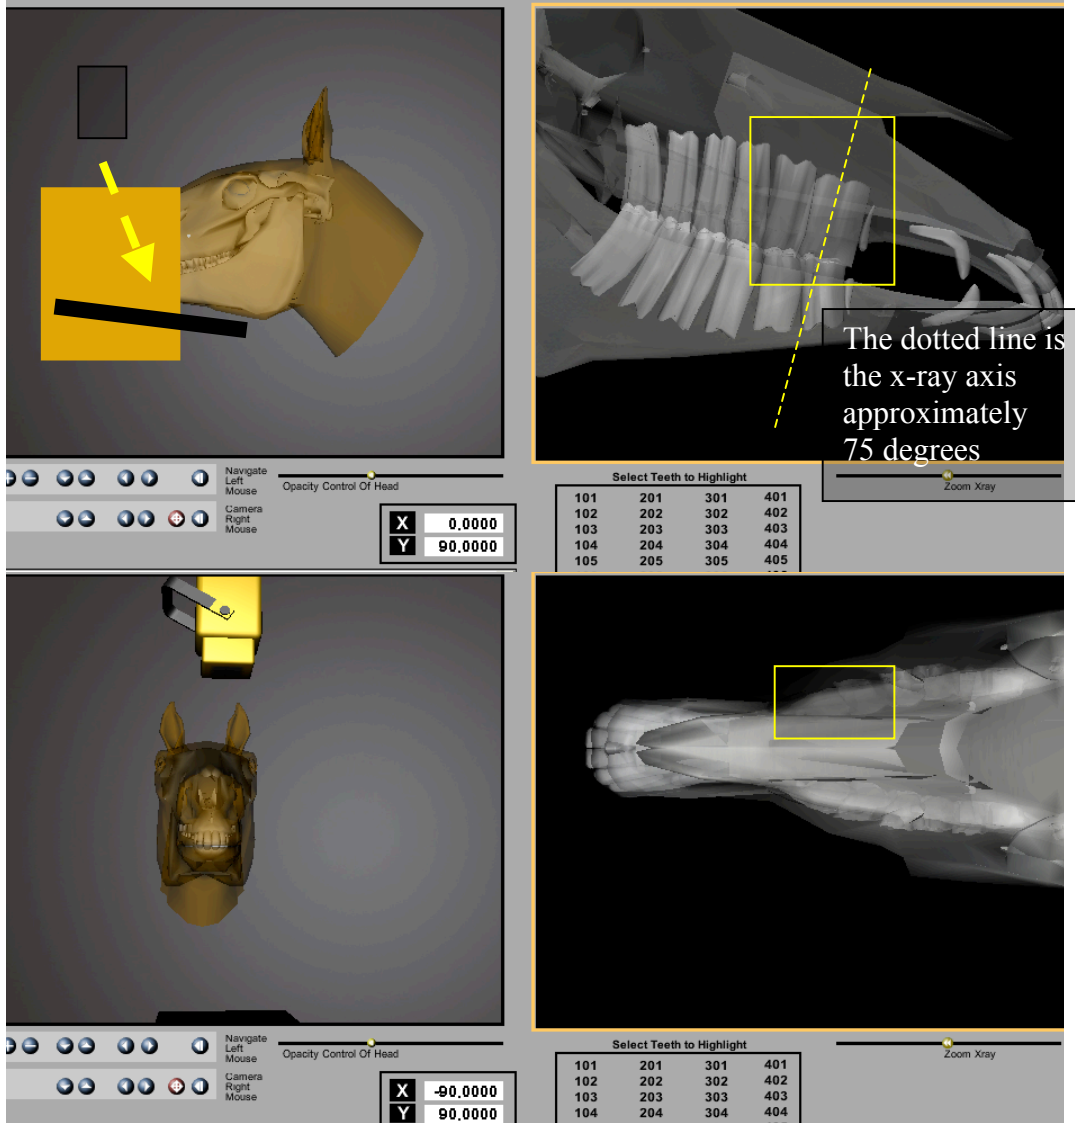 The dotted line is
the x-ray axis
approximately
75 degrees
Navigate
Left
Mouse
Opacity Control Of Head
Camera
Right
Mouse
X 0.0000
Y 90.0000
Select Teeth to Highlight
101 201 301 401
102 202 302 402
103 203 303 403
104 204 304 404
105 205 305 405
Zoom Xray
Navigate
Left
Mouse
Opacity Control Of Head
Camera
Right
Mouse
X -90.0000
Y 90.0000
Select Teeth to Highlight
101 201 301 401
102 202 302 402
103 203 303 403
104 204 304 404
Zoom Xray